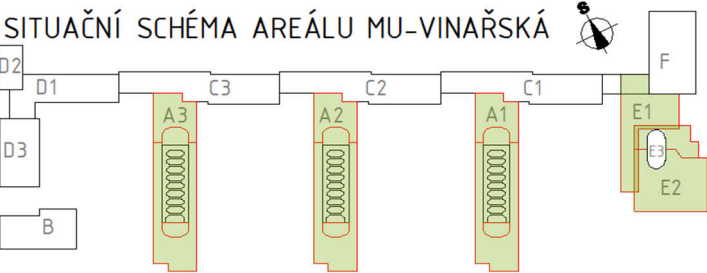 SITUAČNÍ SCHÉMA AREÁLU MU-VINAŘSKÁ
S
D2
D1
C3
C2
C1
F
A3
A2
A1
E1
D3
E3
E2
B